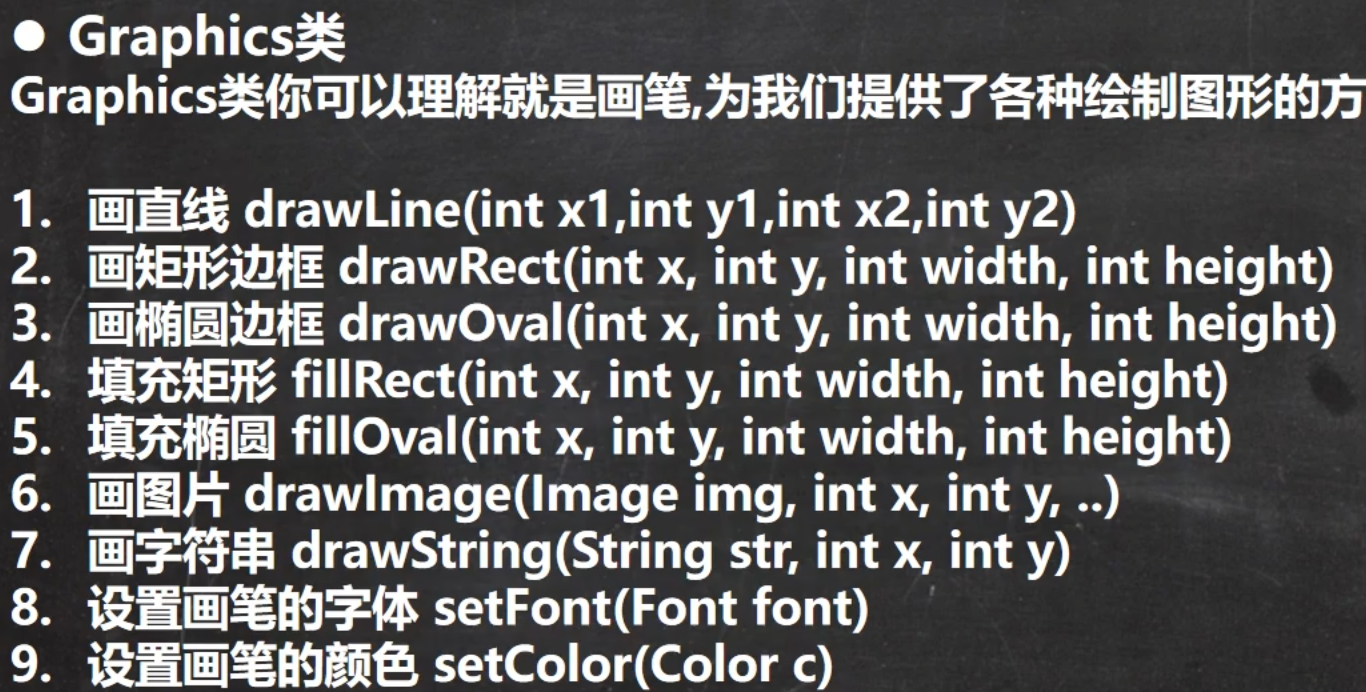 ● Graphics类
Graphics类你可以理解就是画笔,为我们提供了各种绘制图形的方
1. 画直线 drawLine(int x1,int y1,int x2,int y2)
2. 画矩形边框 drawRect(int x, int y, int width, int height)
3. 画椭圆边框 drawOval(int x, int y, int width, int height)
4. 填充矩形 fillRect(int x, int y, int width, int height)
5. 填充椭圆 fillOval(int x, int y, int width, int height)
6. 画图片 drawImage(Image img, int x, int y, ..)
7. 画字符串 drawString(String str, int x, int y)
8. 设置画笔的字体 setFont(Font font)
9. 设置画笔的颜色 setColor(Color c)